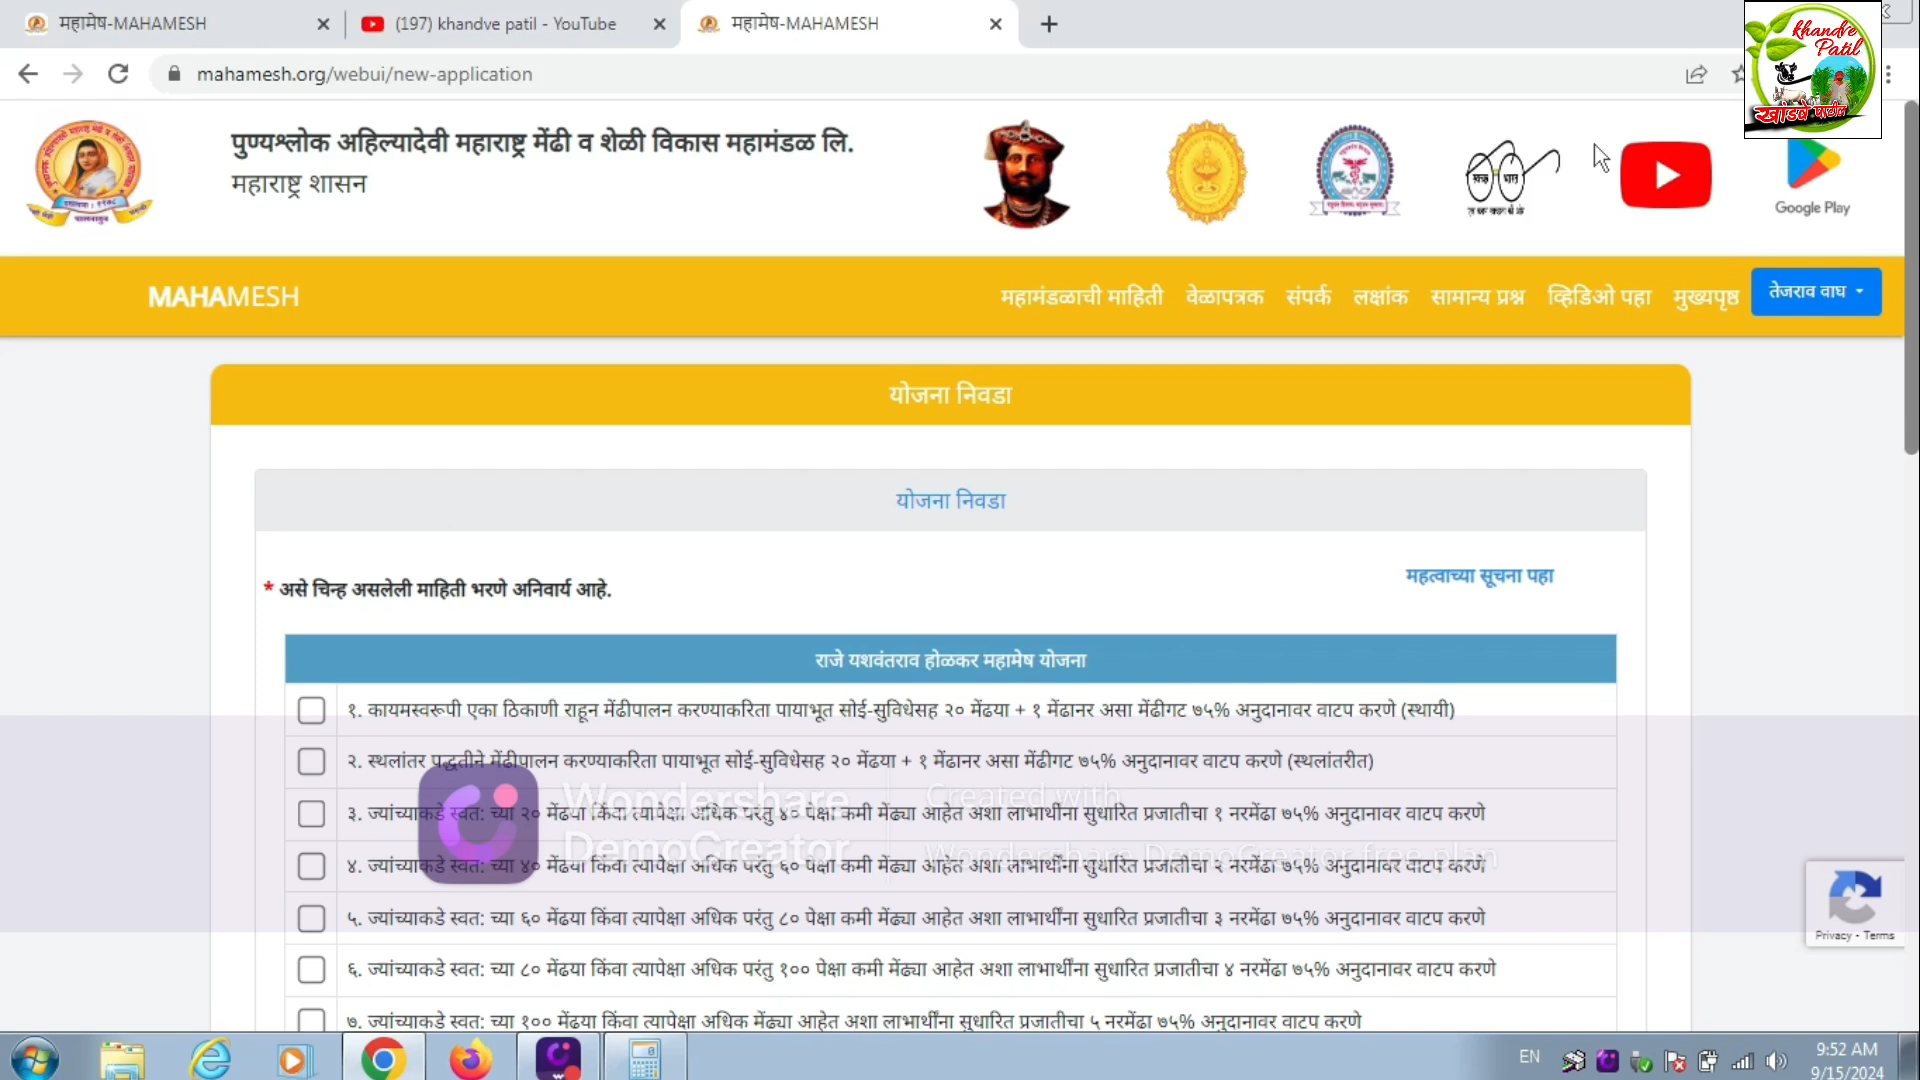 महामेष-MAHAMESH
(197) khandve patil - YouTube
महामेष-MAHAMESH
mahamesh.org/webui/new-application
khandve
Patil
खांडवे पाटील
पुण्यश्लोक अहिल्यादेवी महाराष्ट्र मेंढी व शेळी विकास महामंडळ लि.
महाराष्ट्र शासन
Google Play
MAHAMESH
महामंडळाची माहिती
वेळापत्रक
संपर्क
लक्षांक
सामान्य प्रश्न
व्हिडिओ पहा
मुख्यपृष्ठ
तेजराव वाघ
योजना निवडा
योजना निवडा
* असे चिन्ह असलेली माहिती भरणे अनिवार्य आहे.
महत्वाच्या सूचना पहा
राजे यशवंतराव होळकर महामेष योजना
१. कायमस्वरूपी एका ठिकाणी राहून मेंढीपालन करण्याकरिता पायाभूत सोई-सुविधेसह २० मेंढया + १ मेंढानर असा मेंढीगट ७५% अनुदानावर वाटप करणे (स्थायी)
२. स्थलांतर पद्धतीने मेंढीपालन करण्याकरिता पायाभूत सोई-सुविधेसह २० मेंढया + १ मेंढानर असा मेंढीगट ७५% अनुदानावर वाटप करणे (स्थलांतरीत)
३. ज्यांच्याकडे स्वत: च्या २० मेंढया किंवा त्यापेक्षा अधिक परंतु ४० पेक्षा कमी मेंढ्या आहेत अशा लाभार्थींना सुधारित प्रजातीचा १ नरमेंढा ७५% अनुदानावर वाटप करणे
४. ज्यांच्याकडे स्वत: च्या ४० मेंढया किंवा त्यापेक्षा अधिक परंतु ६० पेक्षा कमी मेंढ्या आहेत अशा लाभार्थींना सुधारित प्रजातीचा २ नरमेंढा ७५% अनुदानावर वाटप करणे
५. ज्यांच्याकडे स्वत: च्या ६० मेंढया किंवा त्यापेक्षा अधिक परंतु ८० पेक्षा कमी मेंढ्या आहेत अशा लाभार्थींना सुधारित प्रजातीचा ३ नरमेंढा ७५% अनुदानावर वाटप करणे
६. ज्यांच्याकडे स्वत: च्या ८० मेंढया किंवा त्यापेक्षा अधिक परंतु १०० पेक्षा कमी मेंढ्या आहेत अशा लाभार्थींना सुधारित प्रजातीचा ४ नरमेंढा ७५% अनुदानावर वाटप करणे
७. ज्यांच्याकडे स्वत: च्या १०० मेंढया किंवा त्यापेक्षा अधिक मेंढ्या आहेत अशा लाभार्थींना सुधारित प्रजातीचा ५ नरमेंढा ७५% अनुदानावर वाटप करणे
Wondershare
DemoCreator
Created with
Wondershare DemoCreator free plan
Privacy - Terms
EN
9:52 AM
9/15/2024